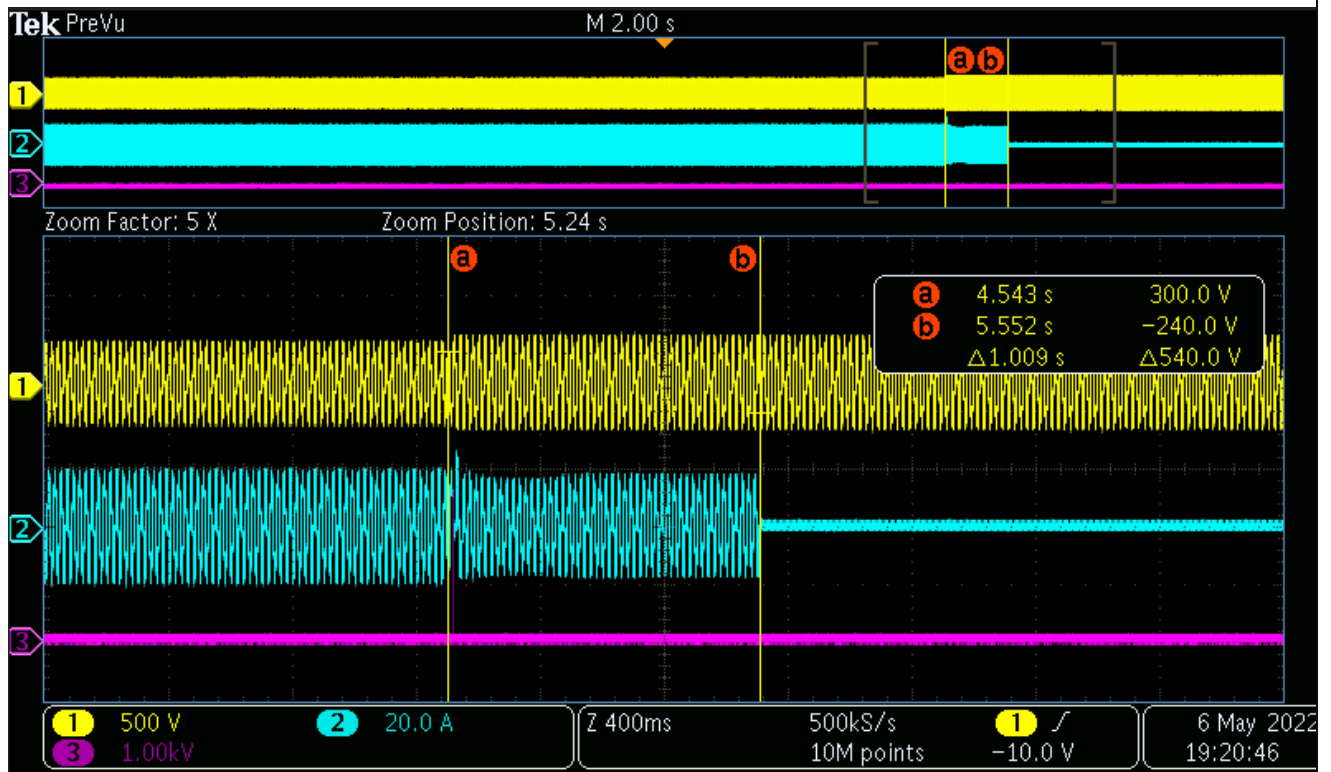 Tek PreVu M 2.00 s
a b
1
2
3
Zoom Factor: 5 X Zoom Position: 5.24 s
a b
a 4.543 s 300.0 V
b 5.552 s −240.0 V
△1.009 s △540.0 V
1
2
3
1 500 V 2 20.0 A Z 400ms 500kS/s 1 6 May 2022
3 1.00kV 10M points −10.0 V 19:20:46